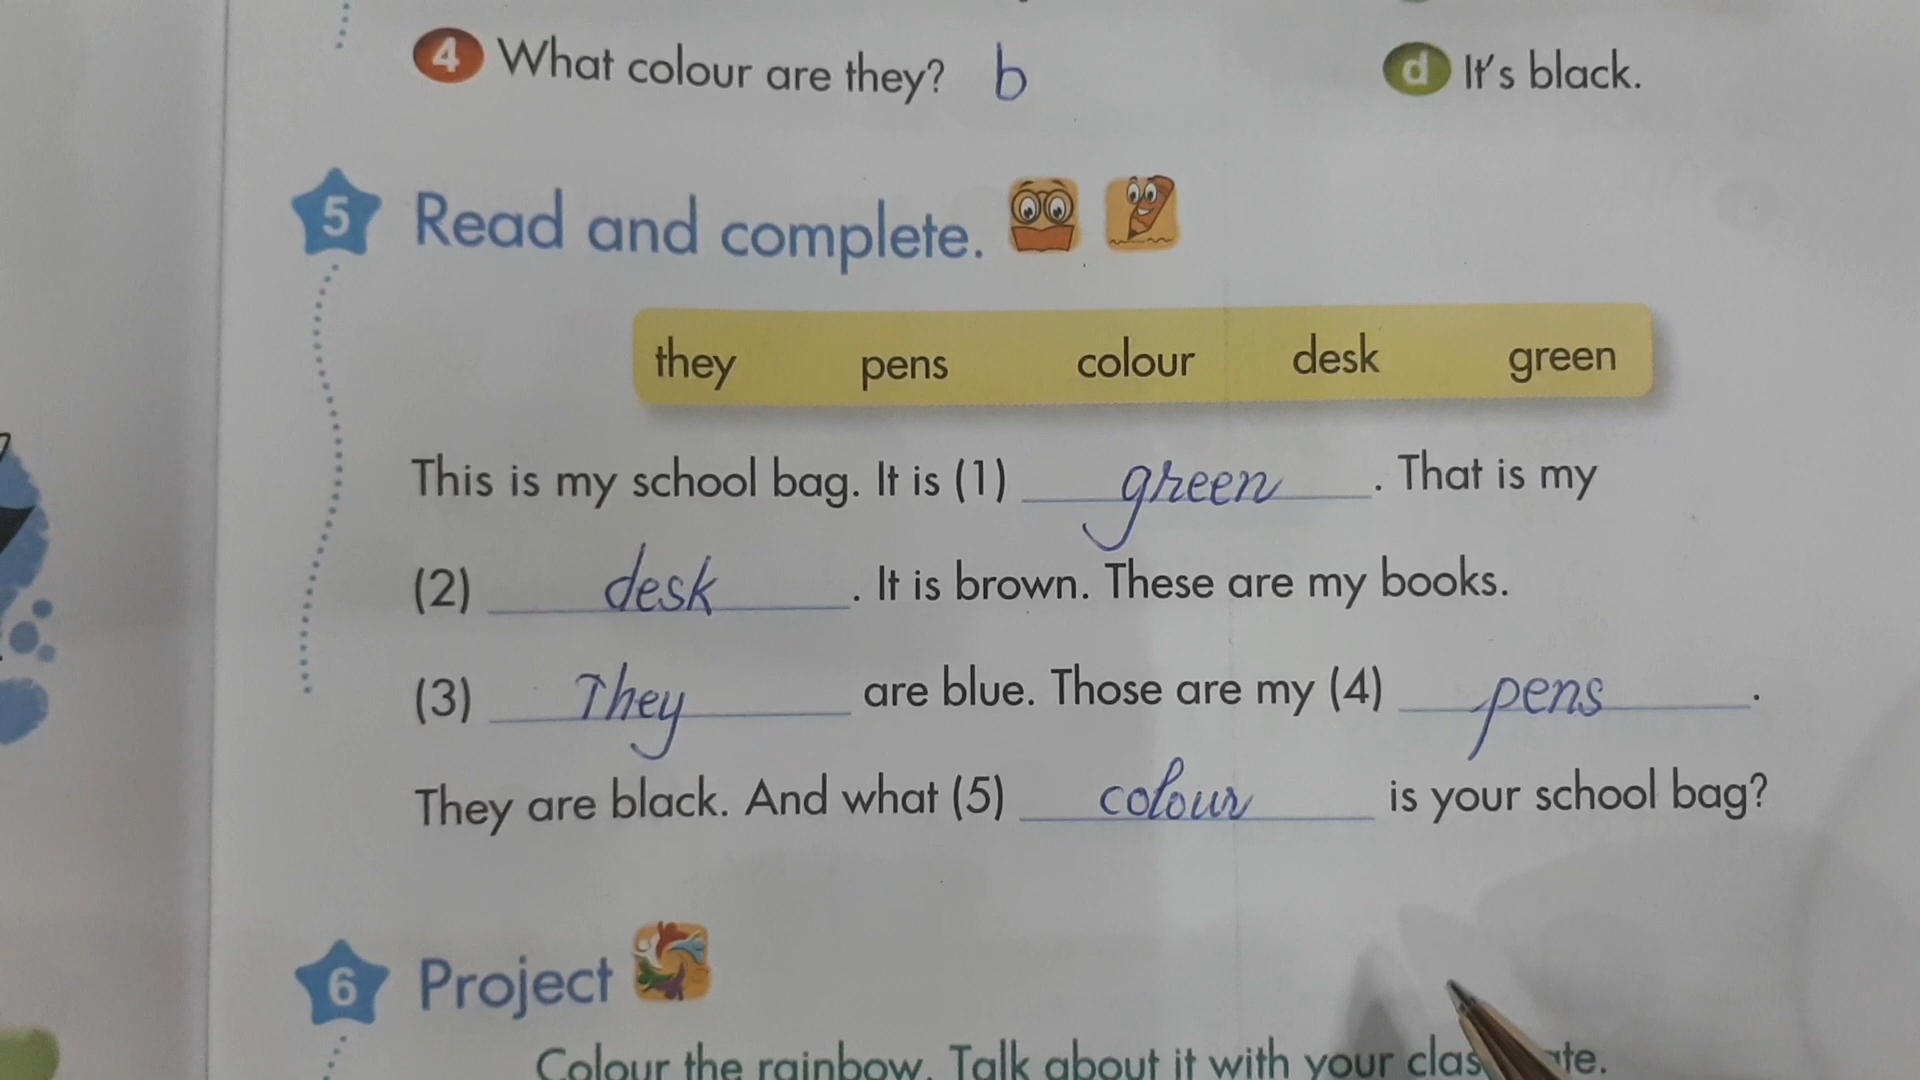 4 What colour are they? b
d It's black.
5 Read and complete.
they pens colour desk green
This is my school bag. It is (1) green. That is my
(2) desk. It is brown. These are my books.
(3) They are blue. Those are my (4) pens.
They are black. And what (5) colour is your school bag?
6 Project
Colour the rainbow. Talk about it with your